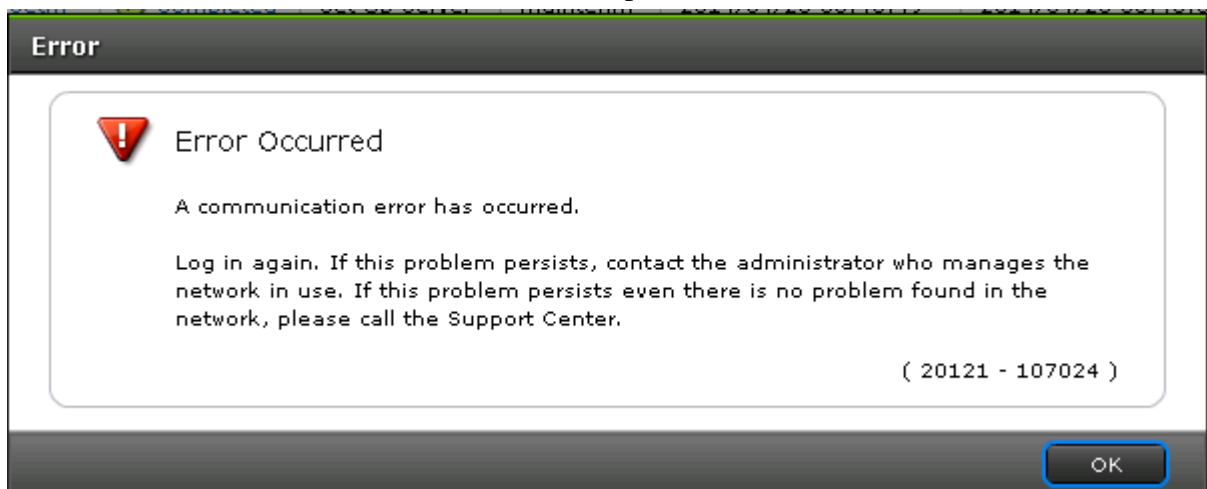 Error
Error Occurred
A communication error has occurred.
Log in again. If this problem persists, contact the administrator who manages the
network in use. If this problem persists even there is no problem found in the
network, please call the Support Center.
( 20121 - 107024 )
OK